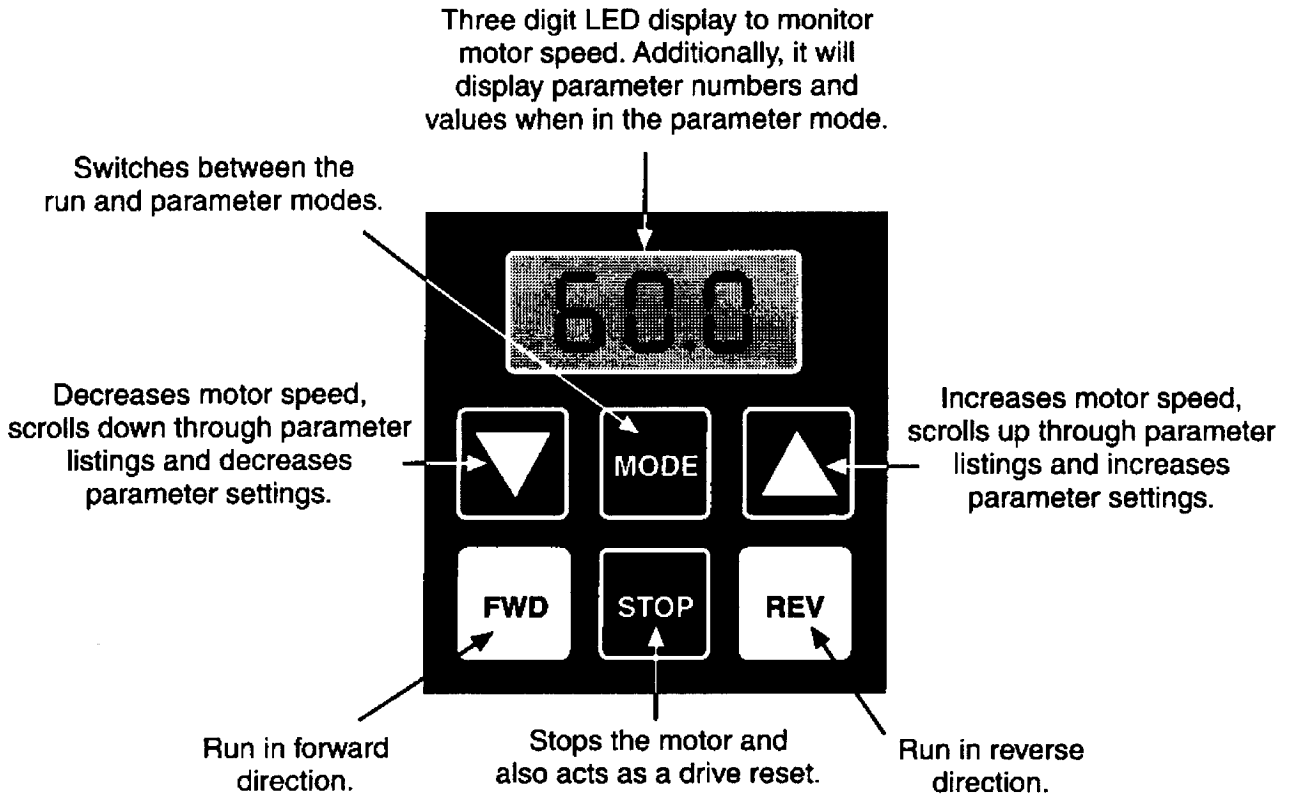 Three digit LED display to monitor
motor speed. Additionally, it will
display parameter numbers and
values when in the parameter mode.
Switches between the
run and parameter modes.
60.0
Decreases motor speed,
scrolls down through parameter
listings and decreases
parameter settings.
MODE
Increases motor speed,
scrolls up through parameter
listings and increases
parameter settings.
FWD
STOP
REV
Run in forward
direction.
Stops the motor and
also acts as a drive reset.
Run in reverse
direction.